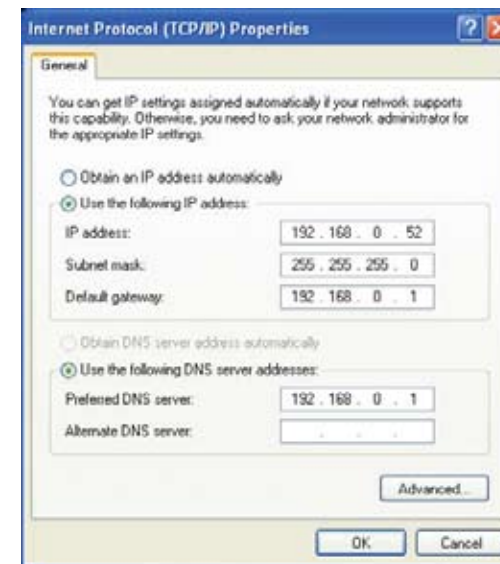 Internet Protocol (TCP/IP) Properties
General
You can get IP settings assigned automatically if your network supports
this capability. Otherwise, you need to ask your network administrator for
the appropriate IP settings.
Obtain an IP address automatically
Use the following IP address:
IP address: 192 . 168 . 0 . 52
Subnet mask: 255 . 255 . 255 . 0
Default gateway: 192 . 168 . 0 . 1
Obtain DNS server address automatically
Use the following DNS server addresses:
Preferred DNS server: 192 . 168 . 0 . 1
Alternate DNS server: . . .
Advanced...
OK Cancel